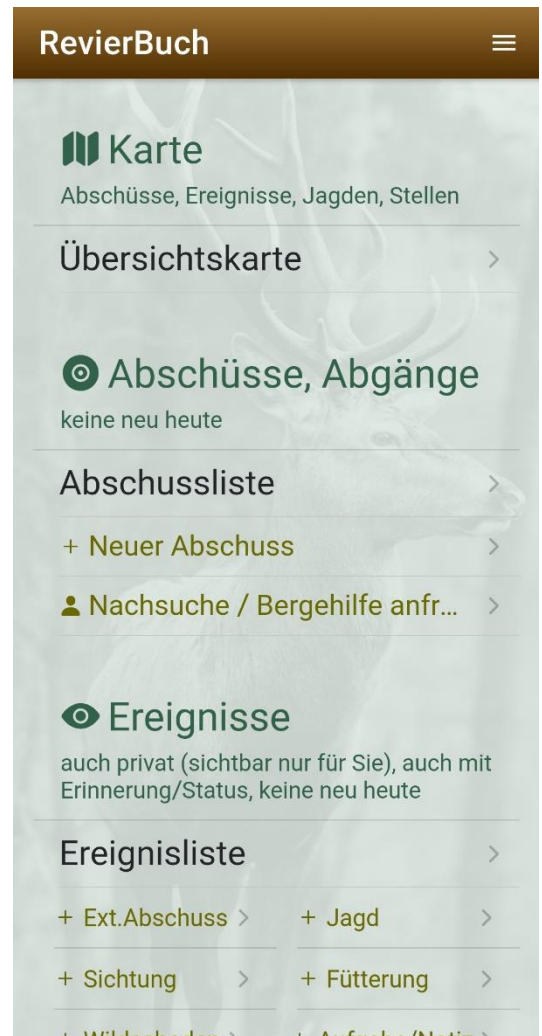 RevierBuch
Karte
Abschüsse, Ereignisse, Jagden, Stellen
Übersichtskarte
Abschüsse, Abgänge
keine neu heute
Abschussliste
+ Neuer Abschuss
Nachsuche / Bergehilfe anfr...
Ereignisse
auch privat (sichtbar nur für Sie), auch mit
Erinnerung/Status, keine neu heute
Ereignisliste
+ Ext.Abschuss
+ Jagd
+ Sichtung
+ Fütterung